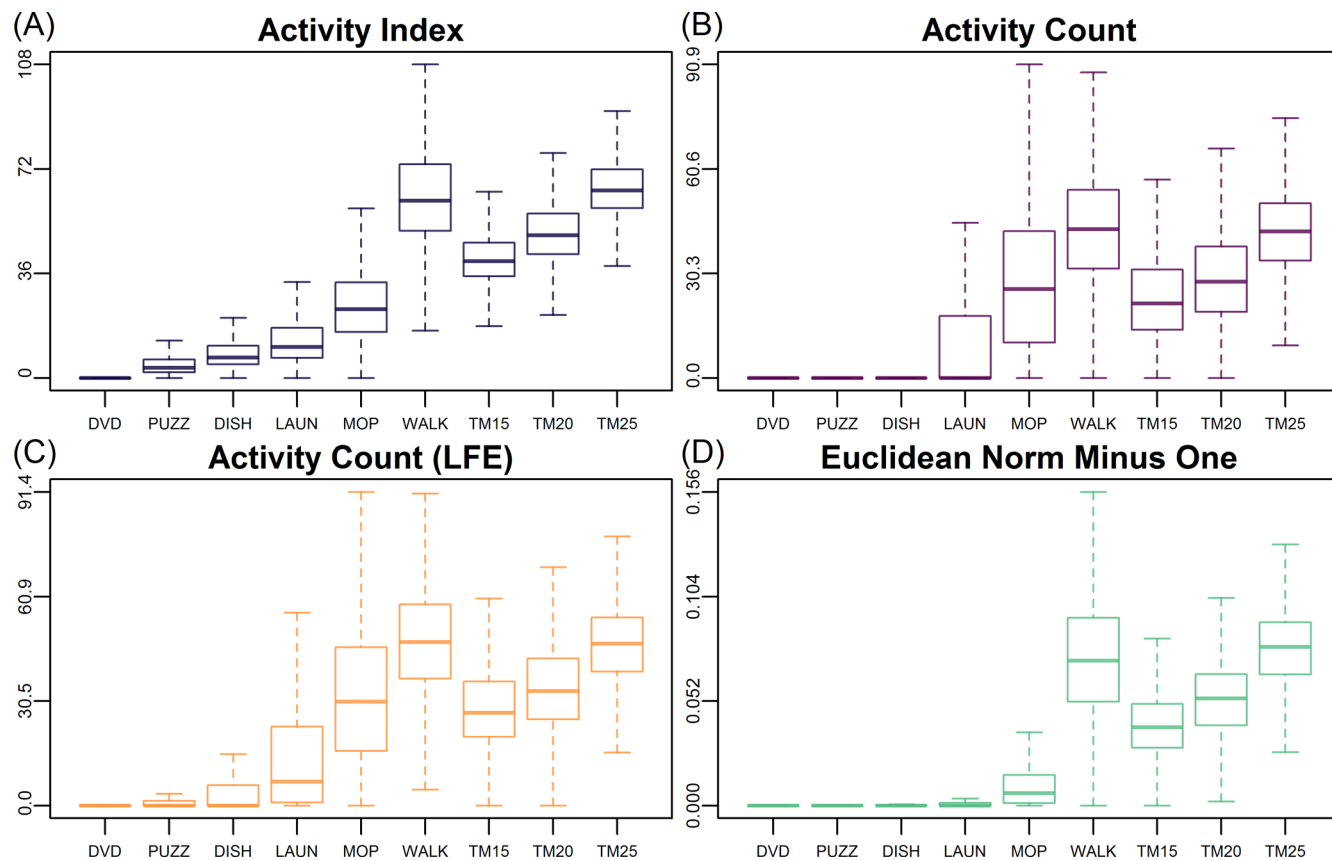 (A) Activity Index
108
72
36
0
DVD PUZZ DISH LAUN MOP WALK TM15 TM20 TM25
(B) Activity Count
90.9
60.6
30.3
0.0
DVD PUZZ DISH LAUN MOP WALK TM15 TM20 TM25
(C) Activity Count (LFE)
91.4
60.9
30.5
0.0
DVD PUZZ DISH LAUN MOP WALK TM15 TM20 TM25
(D) Euclidean Norm Minus One
0.156
0.104
0.052
0.000
DVD PUZZ DISH LAUN MOP WALK TM15 TM20 TM25